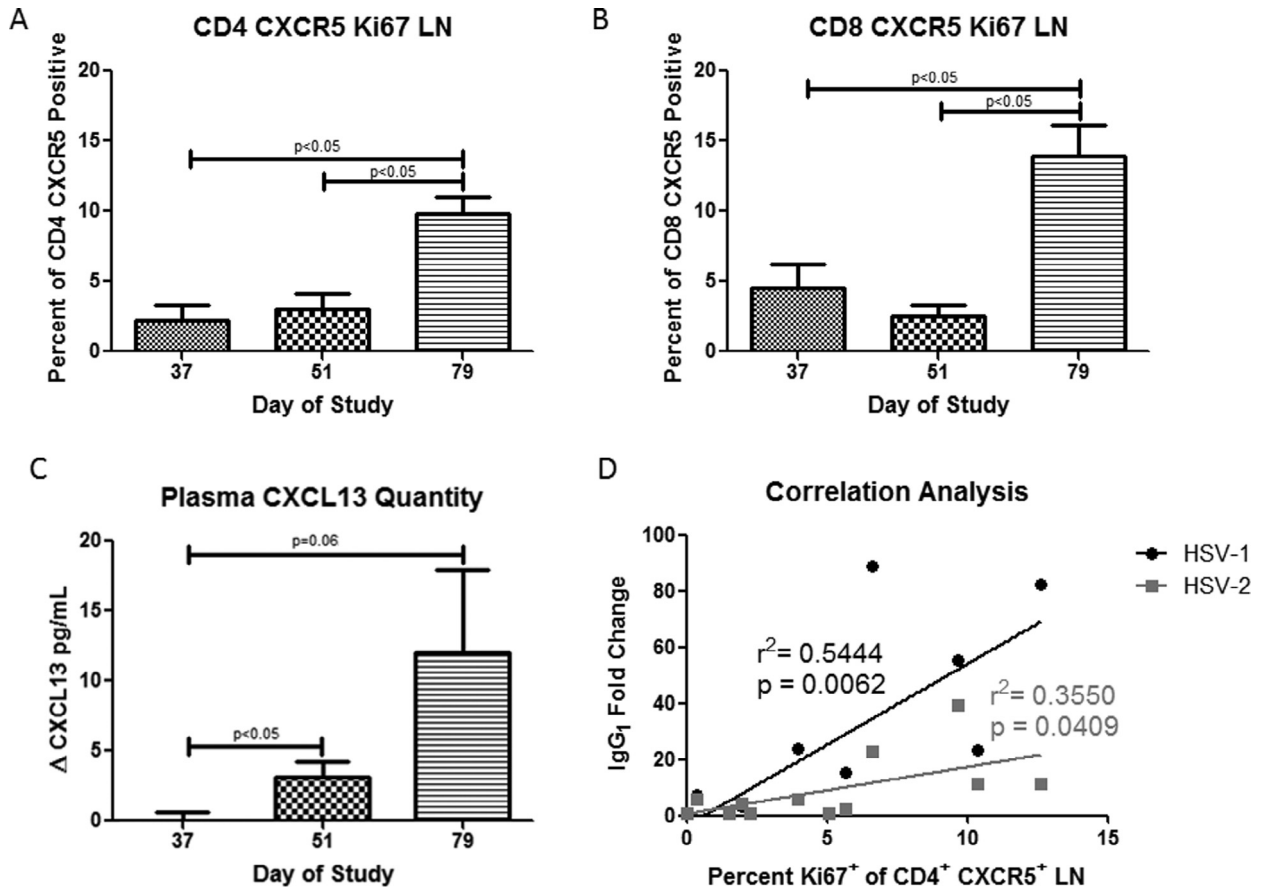 A
CD4 CXCR5 Ki67 LN
Percent of CD4 CXCR5 Positive
20
15
10
5
0
p<0.05
p<0.05
37 51 79
Day of Study
B
CD8 CXCR5 Ki67 LN
Percent of CD8 CXCR5 Positive
20
15
10
5
0
p<0.05
p<0.05
37 51 79
Day of Study
C
Plasma CXCL13 Quantity
Δ CXCL13 pg/mL
20
15
10
5
0
p=0.06
p<0.05
37 51 79
Day of Study
D
Correlation Analysis
IgG₁ Fold Change
100
80
60
40
20
0
HSV-1
HSV-2
r²= 0.5444
p = 0.0062
r²= 0.3550
p = 0.0409
0 5 10 15
Percent Ki67⁺ of CD4⁺ CXCR5⁺ LN